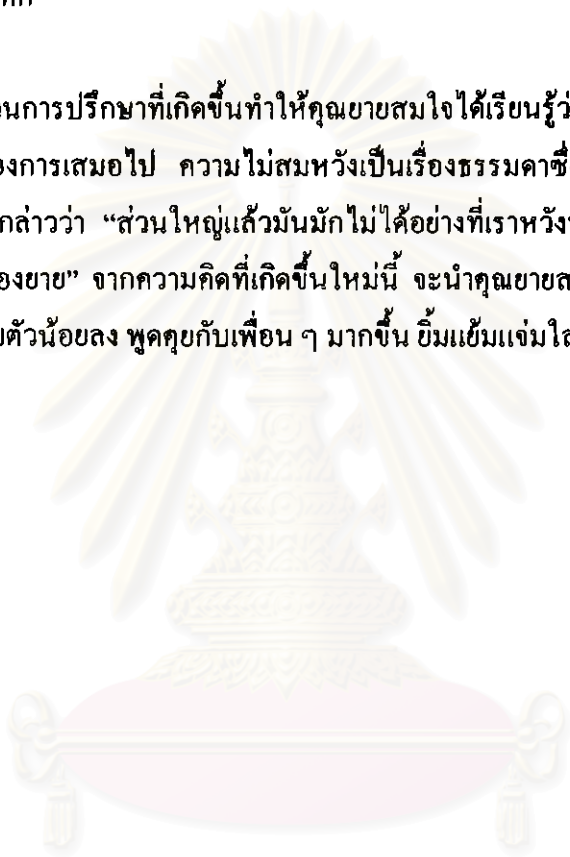 นการปรึกษาที่เกิดขึ้นทำให้คุณยายสมใจได้เรียนรู้ว่
งการเสมอไป ความไม่สมหวังเป็นเรื่องธรรมดาซึ่
กล่าวว่า “ส่วนใหญ่แล้วมันมักไม่ได้อย่างที่เราหวัง
องยาย” จากความคิดที่เกิดขึ้นใหม่นี้ จะนำคุณยายส
ตัวน้อยลง พูดคุยกับเพื่อน ๆ มากขึ้น ยิ้มแย้มแจ่มใส